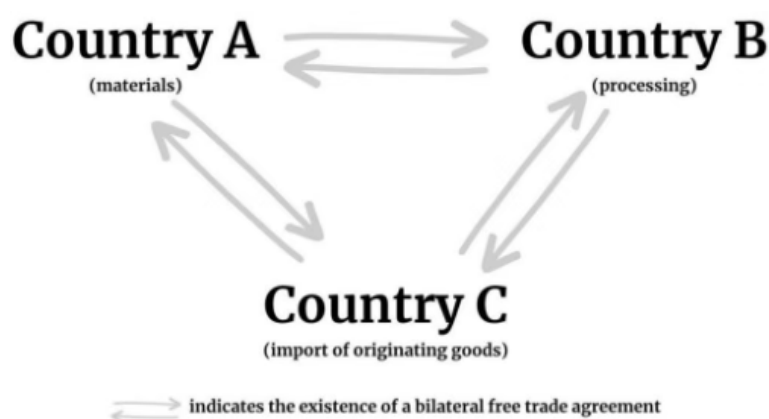 Country A
(materials)
Country B
(processing)
Country C
(import of originating goods)
indicates the existence of a bilateral free trade agreement